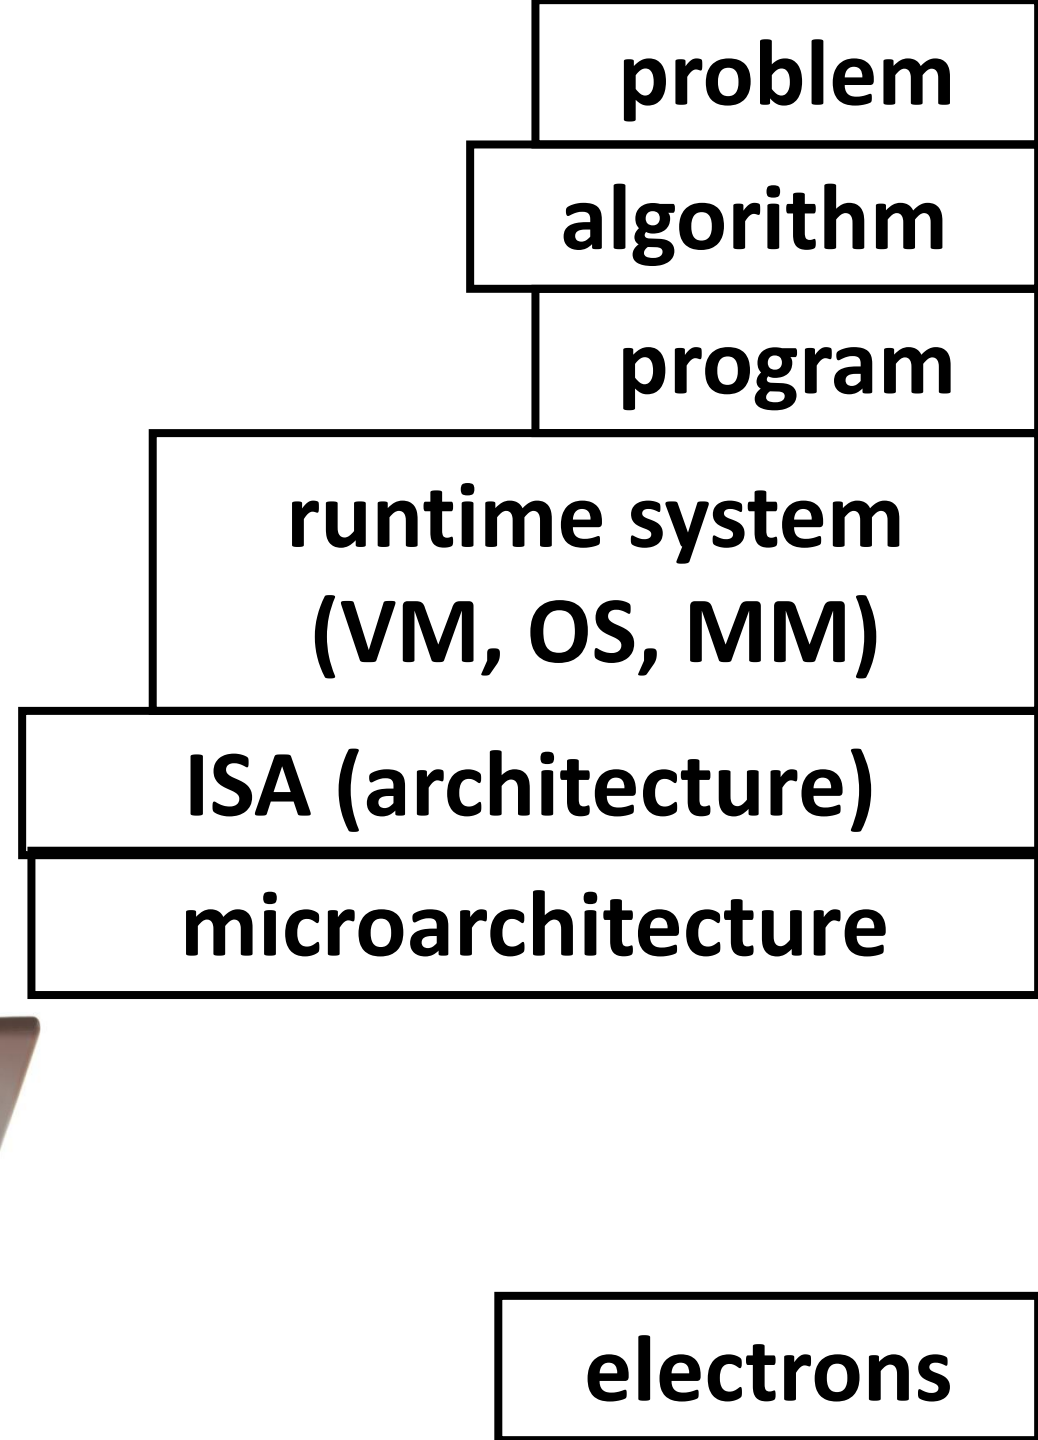 problem
algorithm
program
runtime system
(VM, OS, MM)
ISA (architecture)
microarchitecture
electrons